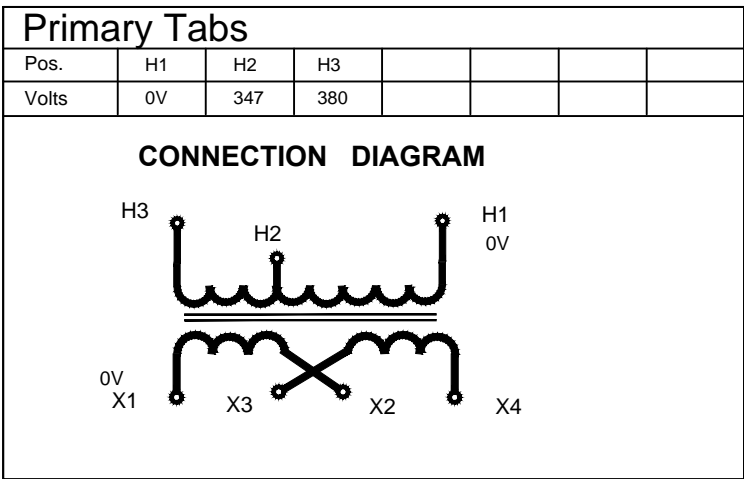 Primary Tabs
Pos. H1 H2 H3
Volts 0V 347 380
CONNECTION DIAGRAM
H3 H2 H1
0V
0V
X1 X3 X2 X4